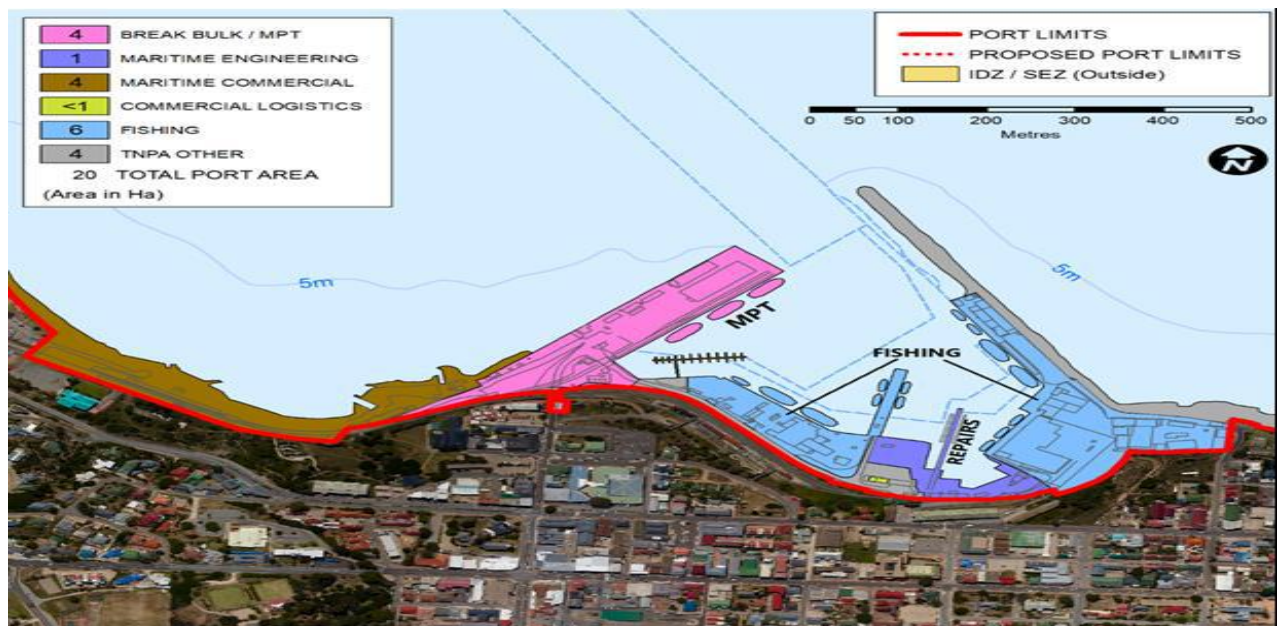 4 BREAK BULK / MPT
1 MARITIME ENGINEERING
4 MARITIME COMMERCIAL
<1 COMMERCIAL LOGISTICS
6 FISHING
4 TNPA OTHER
20 TOTAL PORT AREA
(Area in Ha)
PORT LIMITS
PROPOSED PORT LIMITS
IDZ / SEZ (Outside)
0 50 100 200 300 400 500
Metres
N
5m
5m
MPT
FISHING
REPAIRS